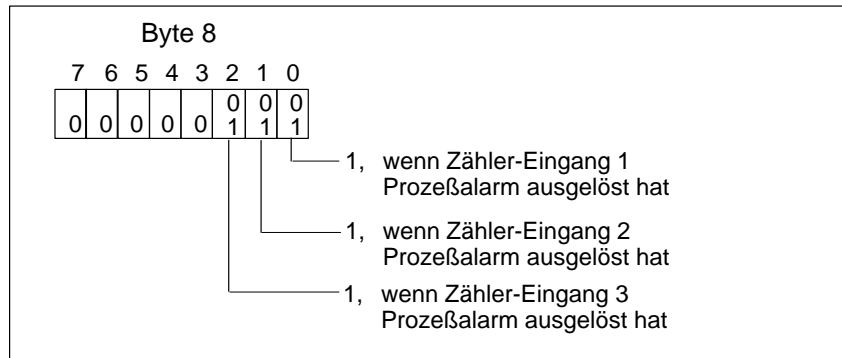 Byte 8
7 6 5 4 3 2 1 0
0 0 0
0 0 0 0 0 1 1 1
1, wenn Zähler-Eingang 1
Prozeßalarm ausgelöst hat
1, wenn Zähler-Eingang 2
Prozeßalarm ausgelöst hat
1, wenn Zähler-Eingang 3
Prozeßalarm ausgelöst hat